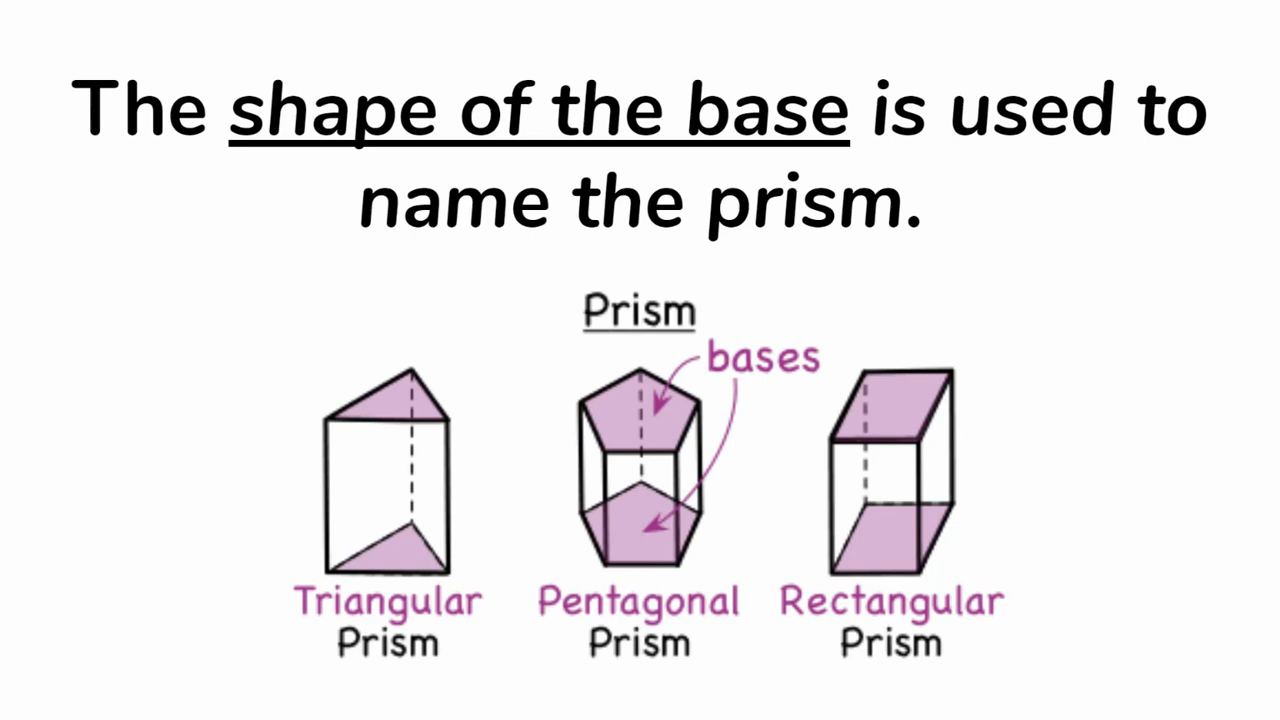 The shape of the base is used to
name the prism.
Prism
bases
Triangular
Prism
Pentagonal
Prism
Rectangular
Prism